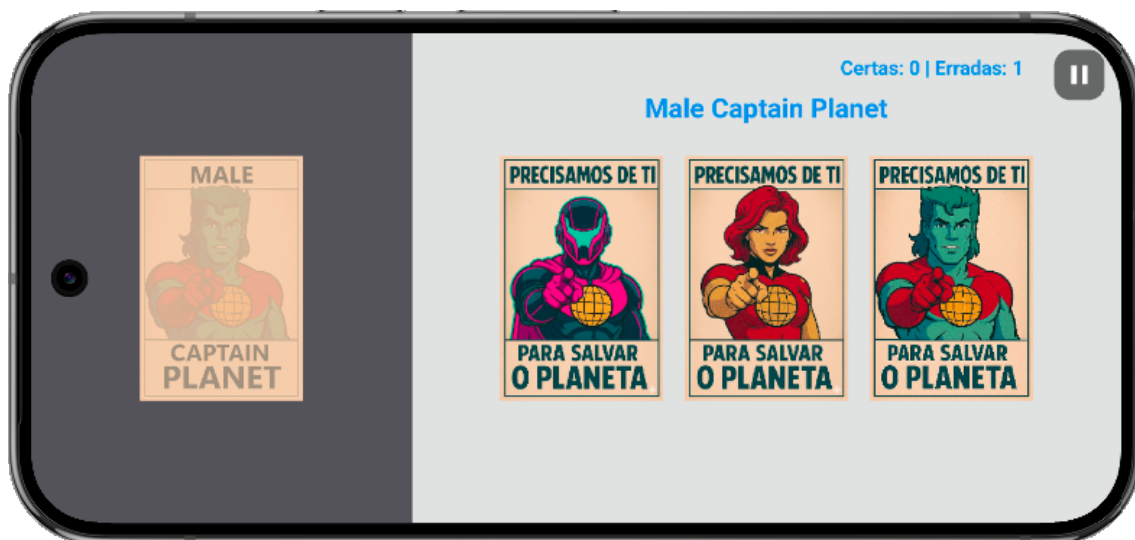 Certas: 0 | Erradas: 1
Male Captain Planet
MALE
CAPTAIN
PLANET
PRECISAMOS DE TI
PARA SALVAR
O PLANETA
PRECISAMOS DE TI
PARA SALVAR
O PLANETA
PRECISAMOS DE TI
PARA SALVAR
O PLANETA